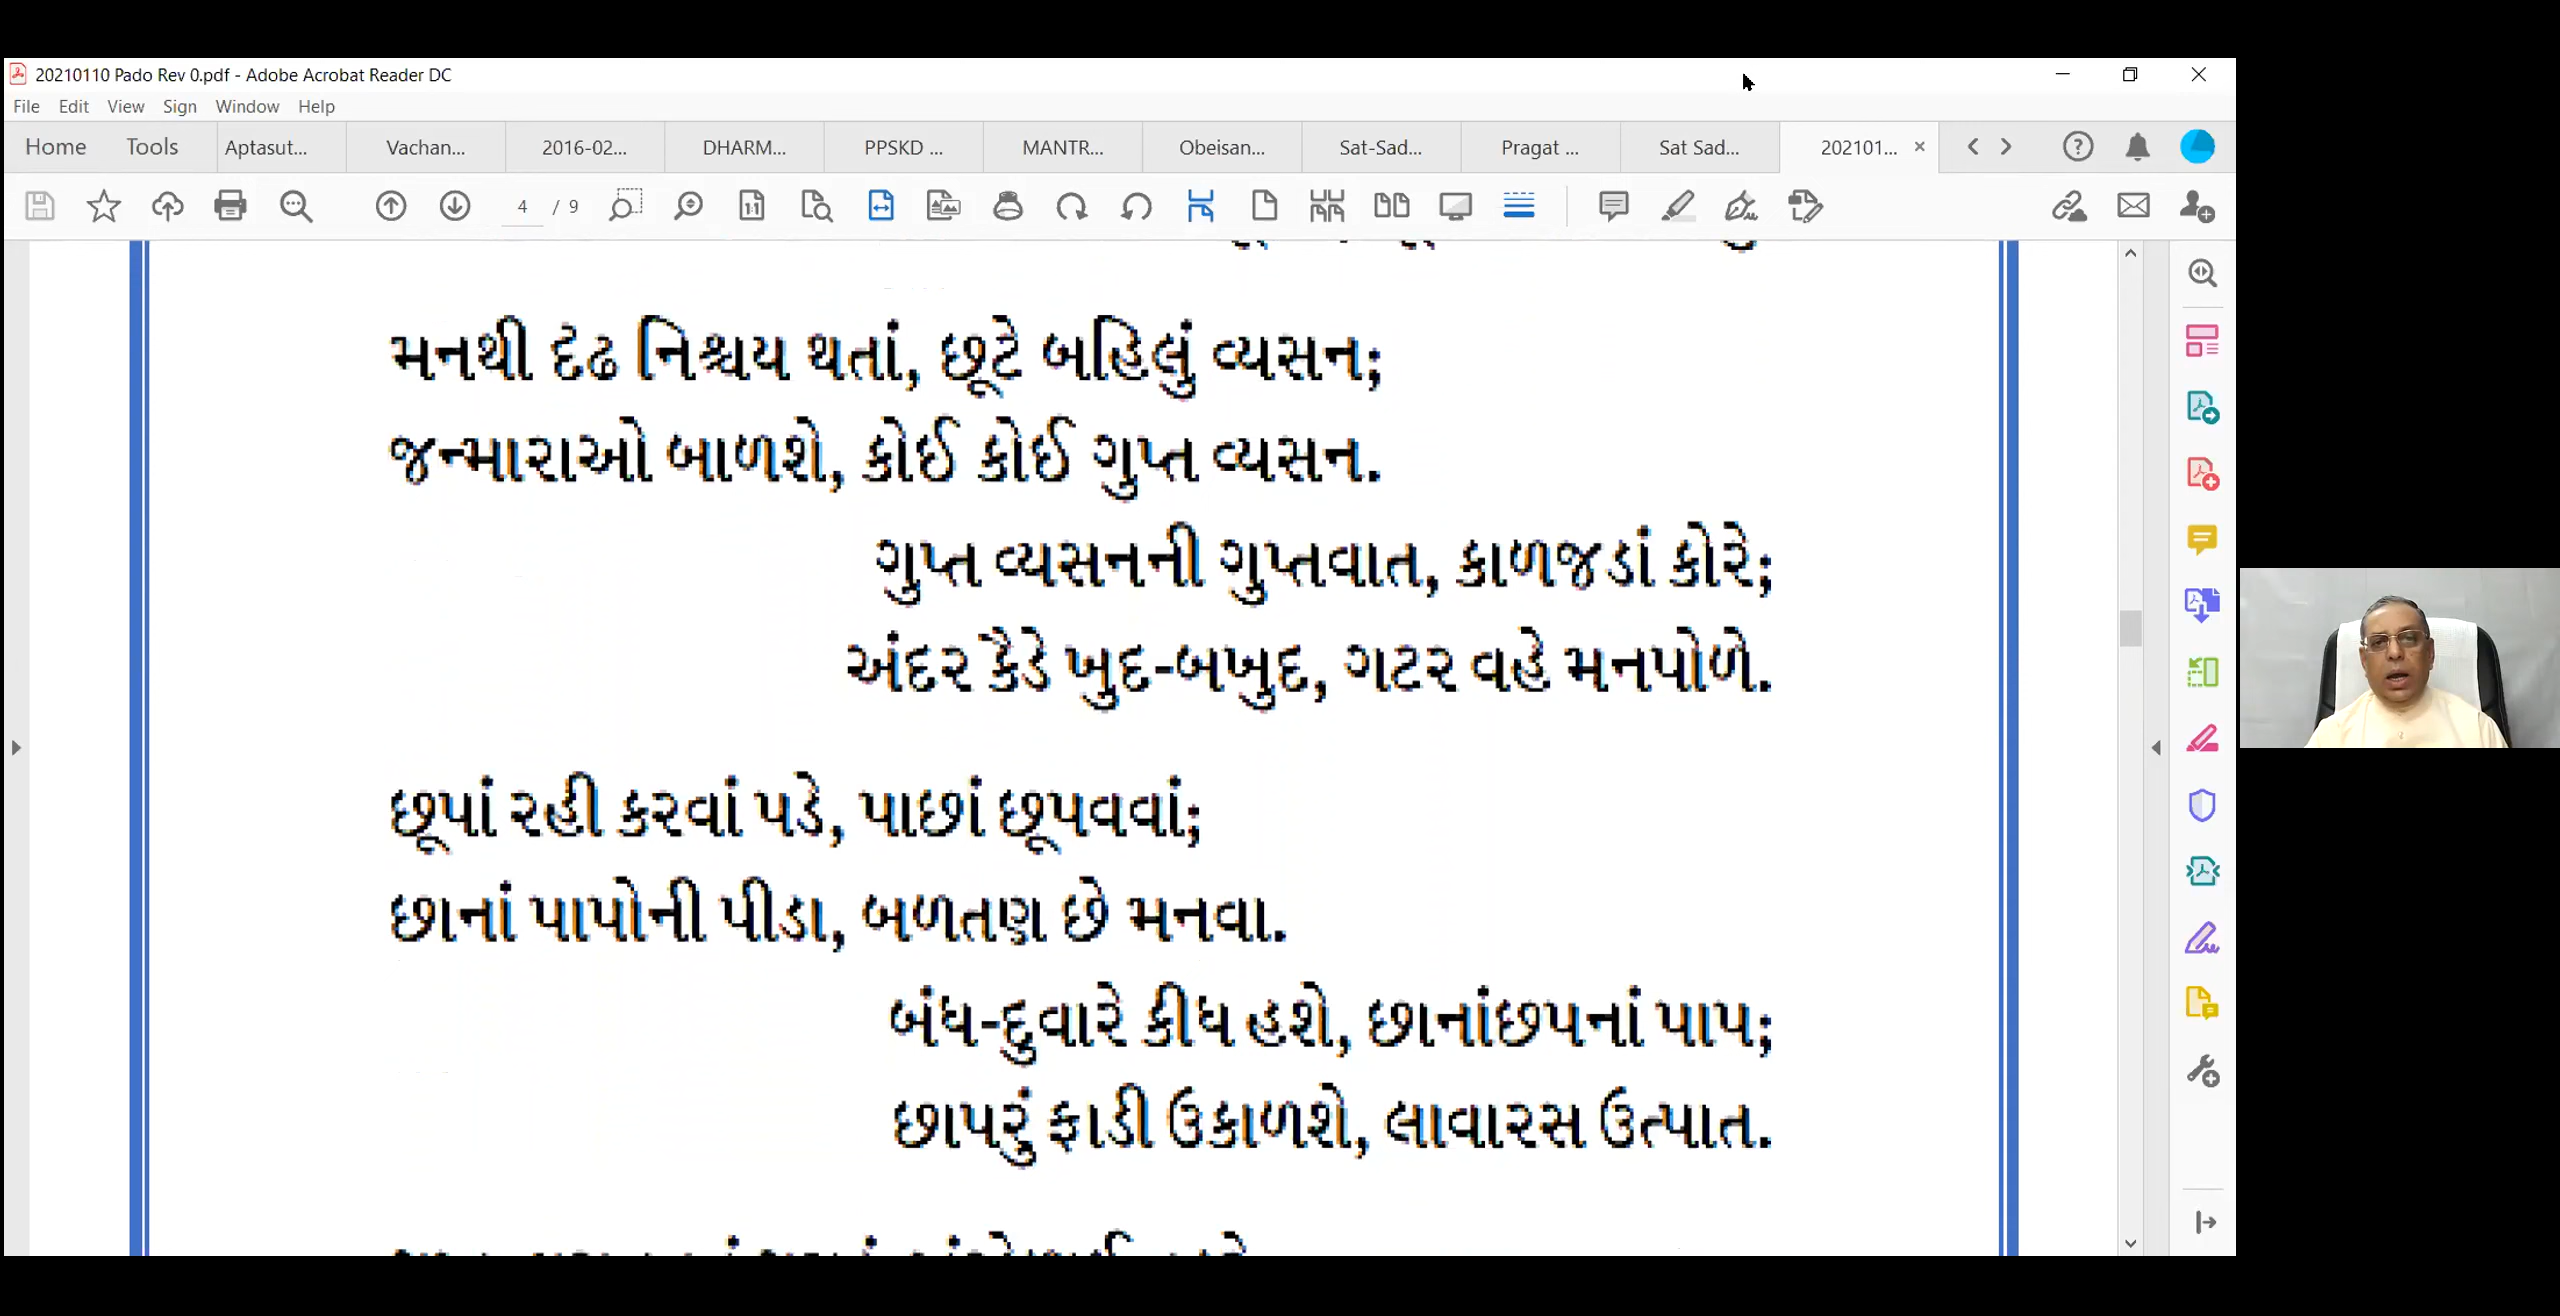 20210110 Pado Rev 0.pdf - Adobe Acrobat Reader DC
File Edit View Sign Window Help
Home Tools Aptasut... Vachan... 2016-02... DHARM... PPSKD ... MANTR... Obeisan... Sat-Sad... Pragat ... Sat Sad... 202101...
4 / 9
મનથી દૃઢ નિશ્ચય થતાં, છૂટે બહિલું વ્યસન;
જન્મારાઓ બાળશે, કોઈ કોઈ ગુપ્ત વ્યસન.
ગુપ્ત વ્યસનની ગુપ્તવાત, કાળજડાં કોરે;
અંદર કૈડે ખુદ-બખુદ, ગટર વહે મનપોળે.
છૂપાં રહી કરવાં પડે, પાછાં છૂપવવાં;
છાનાં પાપોની પીડા, બળતણ છે મનવા.
બંધ-દુવારે કીધ હશે, છાનાંછપનાં પાપ;
છાપરું ફાડી ઉકાળશે, લાવારસ ઉત્પાત.